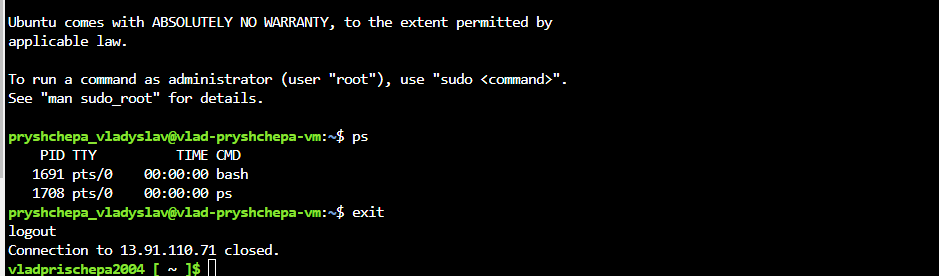 Ubuntu comes with ABSOLUTELY NO WARRANTY, to the extent permitted by
applicable law.
To run a command as administrator (user "root"), use "sudo <command>".
See "man sudo_root" for details.
pryshchepa_vladyslav@vlad-pryshchepa-vm:~$ ps
    PID TTY          TIME CMD
   1691 pts/0    00:00:00 bash
   1708 pts/0    00:00:00 ps
pryshchepa_vladyslav@vlad-pryshchepa-vm:~$ exit
logout
Connection to 13.91.110.71 closed.
vladprischepa2004 [ ~ ]$